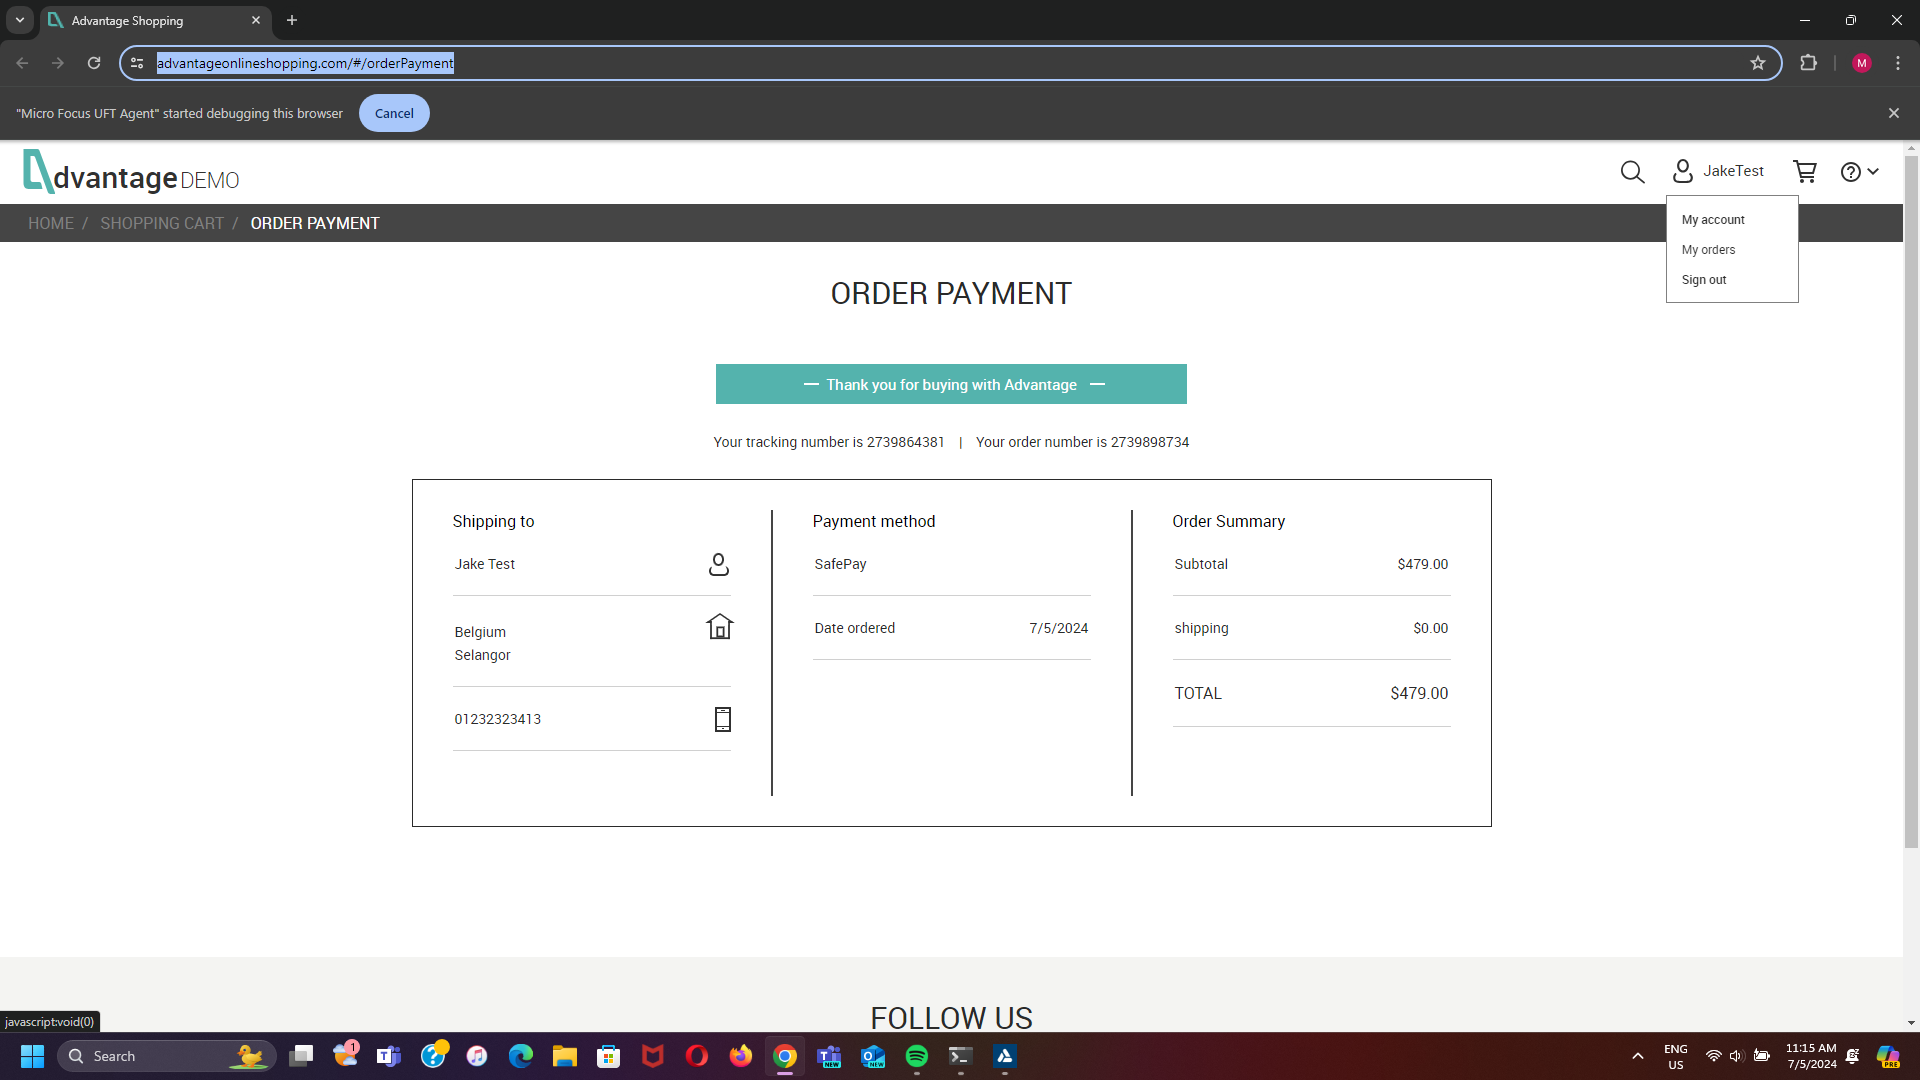 Advantage Shopping
advantageonlineshopping.com/#/orderPayment
M
"Micro Focus UFT Agent" started debugging this browser
Cancel
dvantage DEMO
JakeTest
HOME / SHOPPING CART / ORDER PAYMENT
My account
My orders
Sign out
ORDER PAYMENT
— Thank you for buying with Advantage —
Your tracking number is 2739864381 | Your order number is 2739898734
Shipping to
Jake Test
Belgium
Selangor
01232323413
Payment method
SafePay
Date ordered 7/5/2024
Order Summary
Subtotal $479.00
shipping $0.00
TOTAL $479.00
FOLLOW US
javascript:void(0)
Search
1
NEW
NEW
ENG
US
11:15 AM
7/5/2024
PRE